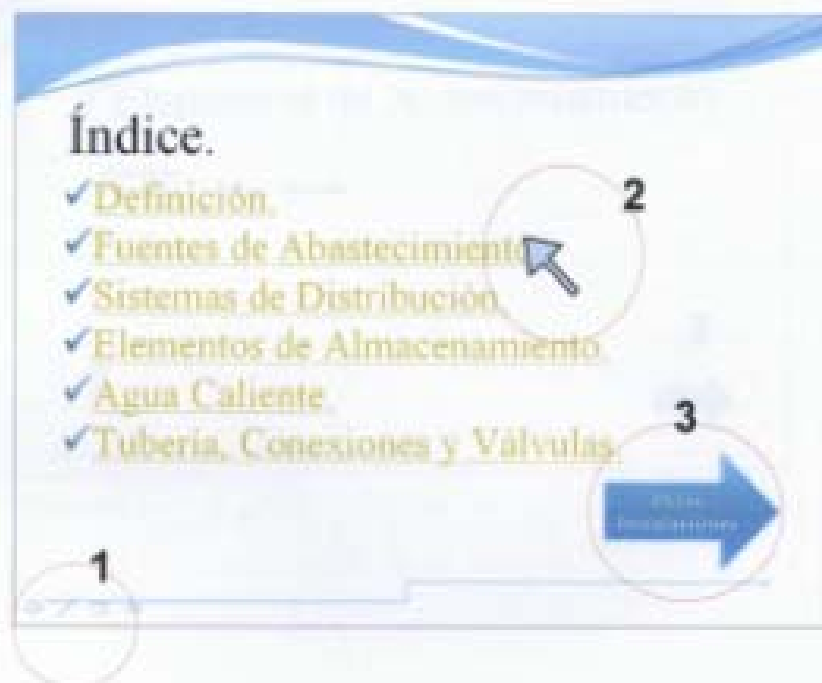 Índice.
Definición.
Fuentes de Abastecimiento
Sistemas de Distribución.
Elementos de Almacenamiento.
Agua Caliente.
Tubería, Conexiones y Válvulas.
2
3
1